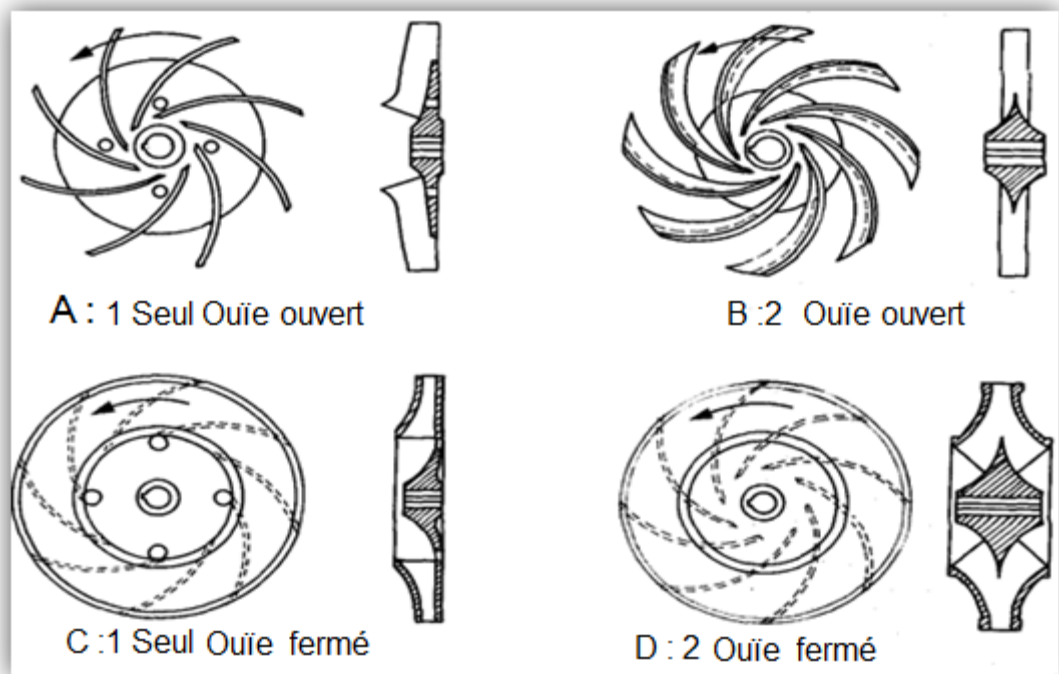 A : 1 Seul Ouïe ouvert
B :2 Ouïe ouvert
C :1 Seul Ouïe fermé
D : 2 Ouïe fermé